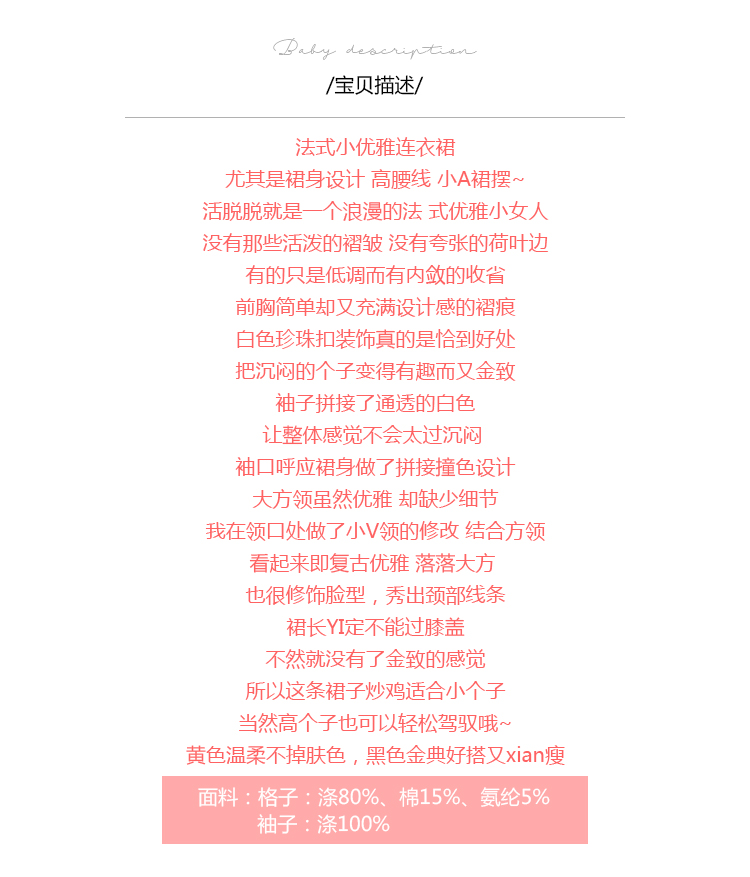 Baby description
/宝贝描述/
法式小优雅连衣裙
尤其是裙身设计 高腰线 小A裙摆~
活脱脱就是一个浪漫的法 式优雅小女人
没有那些活泼的褶皱 没有夸张的荷叶边
有的只是低调而有内敛的收省
前胸简单却又充满设计感的褶痕
白色珍珠扣装饰真的是恰到好处
把沉闷的个子变得有趣而又金致
袖子拼接了通透的白色
让整体感觉不会太过沉闷
袖口呼应裙身做了拼接撞色设计
大方领虽然优雅 却缺少细节
我在领口处做了小V领的修改 结合方领
看起来即复古优雅 落落大方
也很修饰脸型，秀出颈部线条
裙长YI定不能过膝盖
不然就没有了金致的感觉
所以这条裙子炒鸡适合小个子
当然高个子也可以轻松驾驭哦~
黄色温柔不掉肤色，黑色金典好搭又xian瘦
面料：格子：涤80%、棉15%、氨纶5%
袖子：涤100%